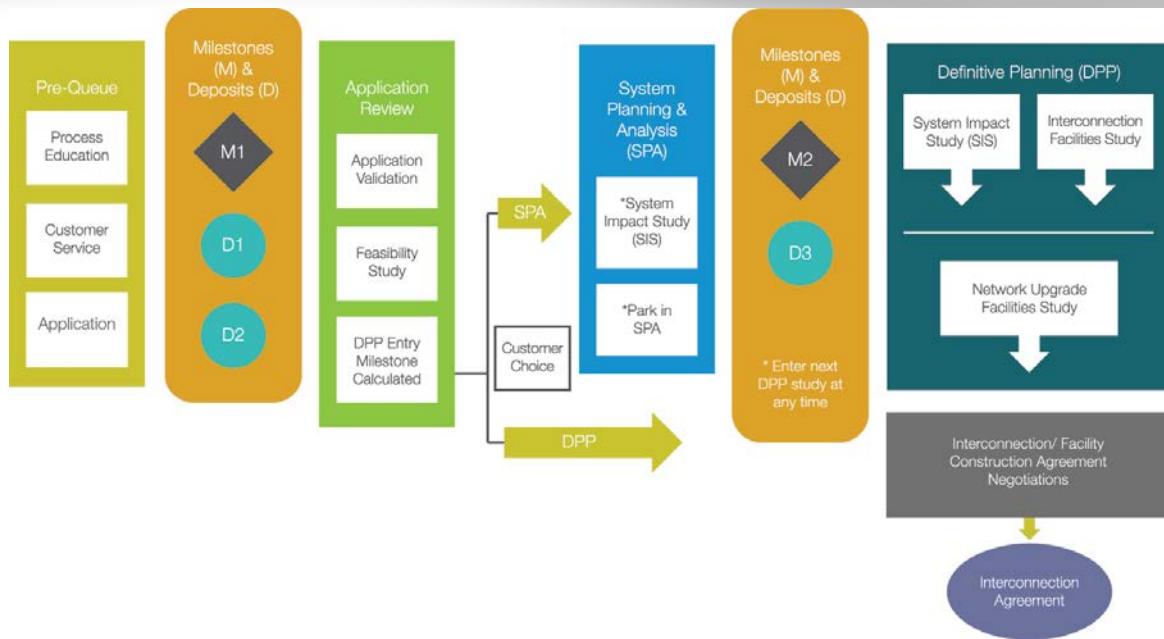 Pre-Queue
Process
Education
Customer
Service
Application
Milestones
(M) &
Deposits (D)
M1
D1
D2
Application
Review
Application
Validation
Feasibility
Study
DPP Entry
Milestone
Calculated
SPA
Customer
Choice
DPP
System
Planning &
Analysis
(SPA)
*System
Impact Study
(SIS)
*Park in
SPA
Milestones
(M) &
Deposits (D)
M2
D3
* Enter next
DPP study at
any time
Definitive Planning (DPP)
System Impact
Study (SIS)
Interconnection
Facilities Study
Network Upgrade
Facilities Study
Interconnection/ Facility
Construction Agreement
Negotiations
Interconnection
Agreement